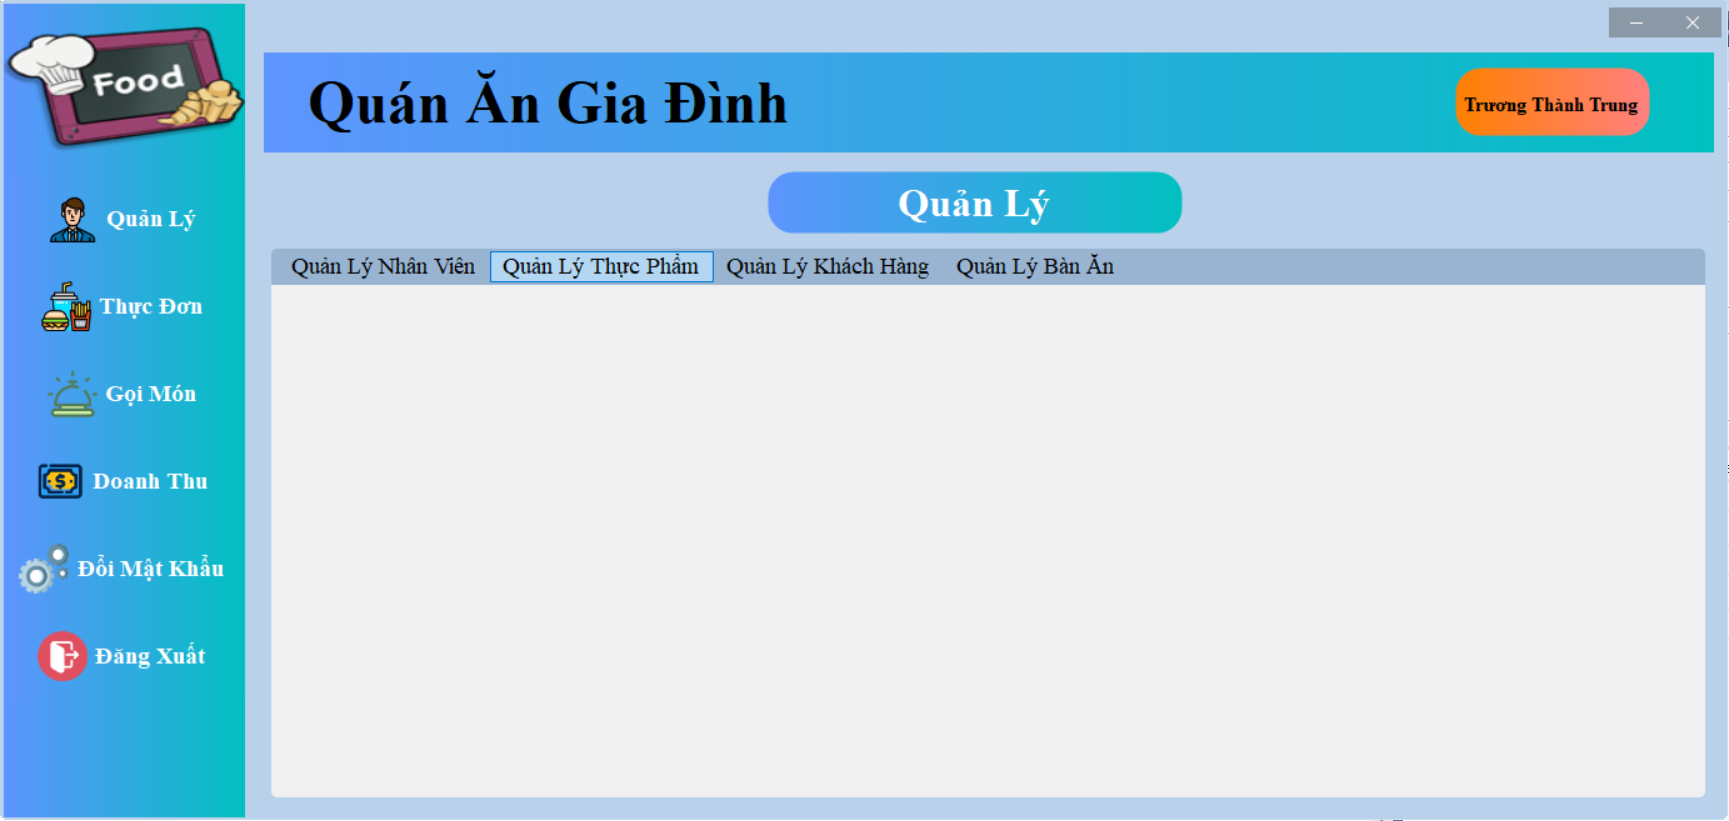 Food
Quán Ăn Gia Đình
Trương Thành Trung
Quản Lý
Quản Lý
Thực Đơn
Gọi Món
Doanh Thu
Đổi Mật Khẩu
Đăng Xuất
Quản Lý Nhân Viên Quản Lý Thực Phẩm Quản Lý Khách Hàng Quản Lý Bàn Ăn